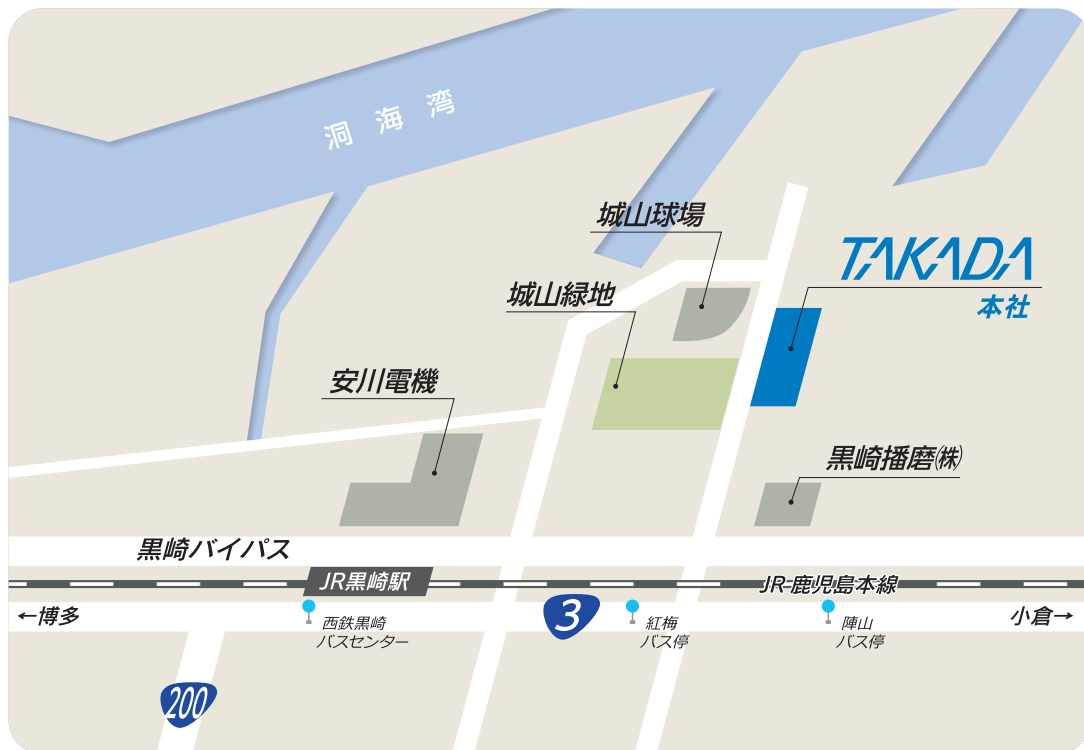 洞海湾
城山球場
TAKADA
本社
城山緑地
安川電機
黒崎播磨㈱
黒崎バイパス
JR黒崎駅
JR鹿児島本線
←博多
3
小倉→
西鉄黒崎
バスセンター
紅梅
バス停
陣山
バス停
200